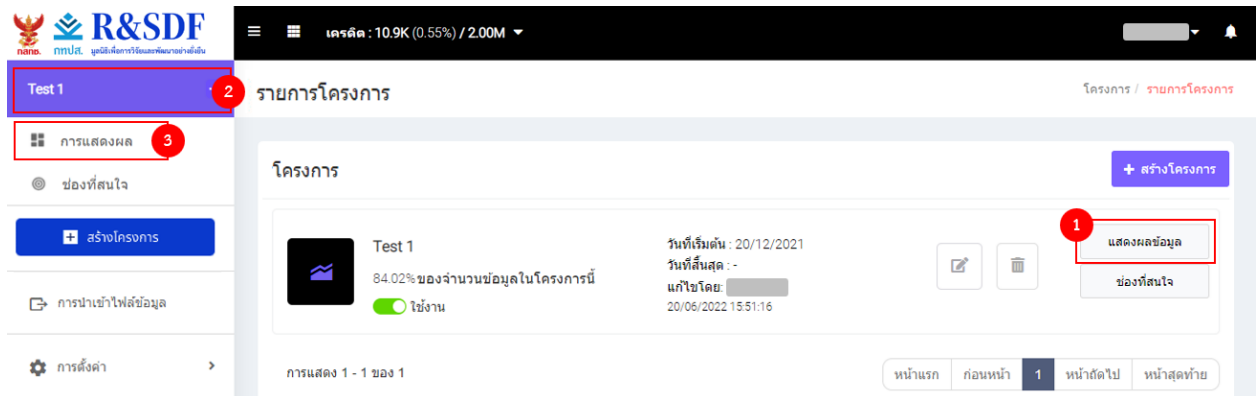 R&SDF
กสทช. กทปส. มูลนิธิเพื่อการวิจัยและพัฒนาอย่างยั่งยืน
เครดิต : 10.9K (0.55%) / 2.00M
Test 1
2
รายการโครงการ
โครงการ / รายการโครงการ
การแสดงผล
3
โครงการ
+ สร้างโครงการ
ช่องที่สนใจ
+ สร้างโครงการ
1
แสดงผลข้อมูล
Test 1
วันที่เริ่มต้น : 20/12/2021
84.02%ของจำนวนข้อมูลในโครงการนี้
วันที่สิ้นสุด : -
แก้ไขโดย:
ช่องที่สนใจ
ใช้งาน
20/06/2022 15:51:16
การนำเข้าไฟล์ข้อมูล
การตั้งค่า
การแสดง 1 - 1 ของ 1
หน้าแรก ก่อนหน้า 1 หน้าถัดไป หน้าสุดท้าย